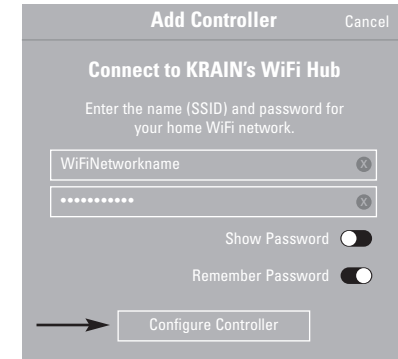 Add Controller Cancel
Connect to KRAIN's WiFi Hub
Enter the name (SSID) and password for
your home WiFi network.
WiFiNetworkname X
••••••••••• X
Show Password
Remember Password
Configure Controller